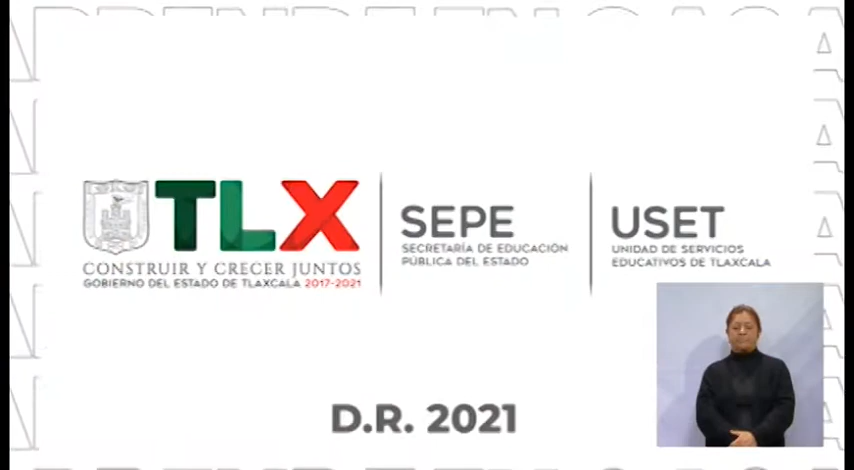 TLX
CONSTRUIR Y CRECER JUNTOS
GOBIERNO DEL ESTADO DE TLAXCALA 2017-2021
SEPE
SECRETARÍA DE EDUCACIÓN
PÚBLICA DEL ESTADO
USET
UNIDAD DE SERVICIOS
EDUCATIVOS DE TLAXCALA
D.R. 2021